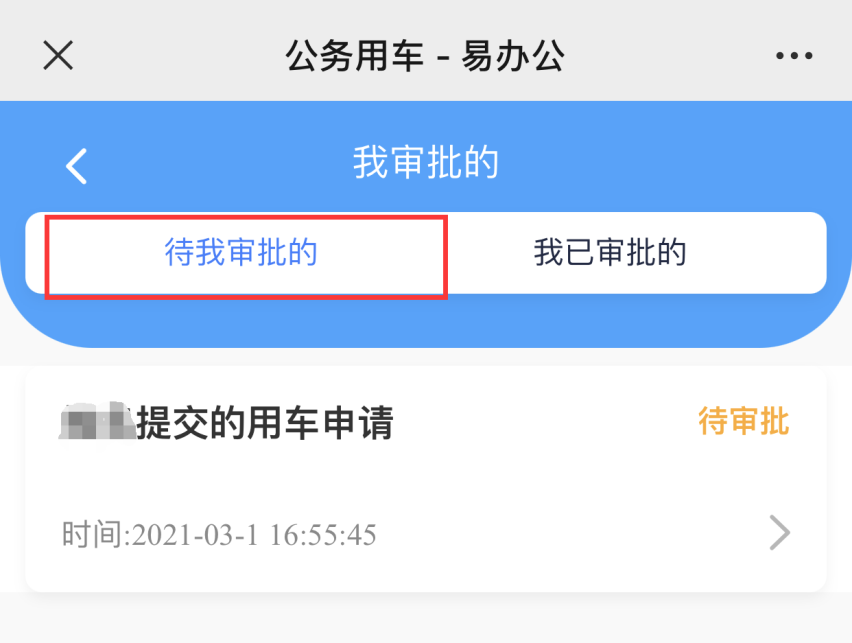 公务用车 - 易办公
我审批的
待我审批的 我已审批的
提交的用车申请 待审批
时间:2021-03-1 16:55:45